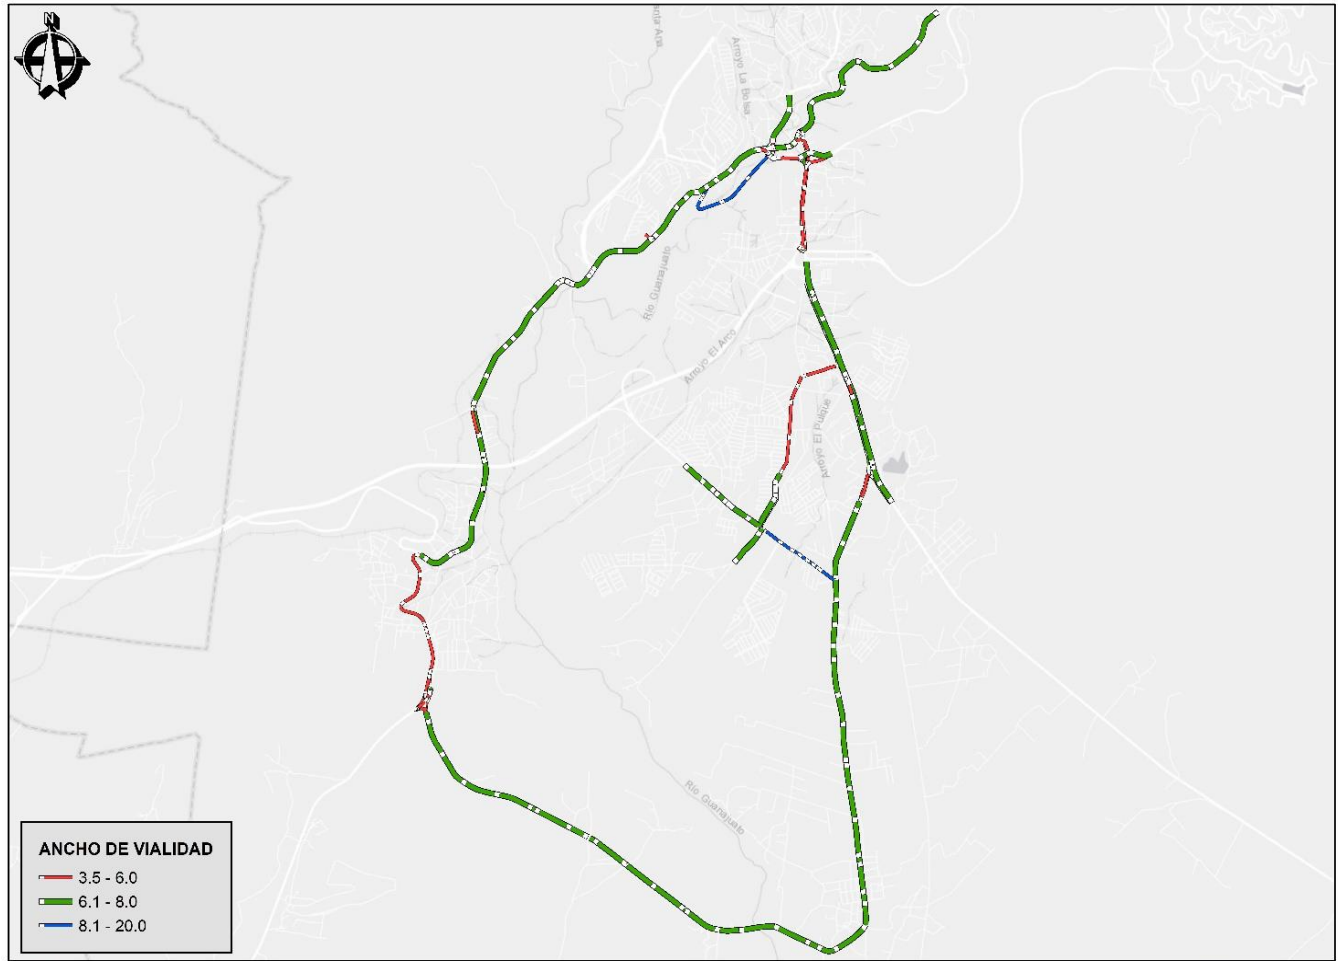 N
Arroyo La Bolsa
Río Guanajuato
Arroyo El Arco
Arroyo El Pulque
Río Guanajuato
ANCHO DE VIALIDAD
3.5 - 6.0
6.1 - 8.0
8.1 - 20.0